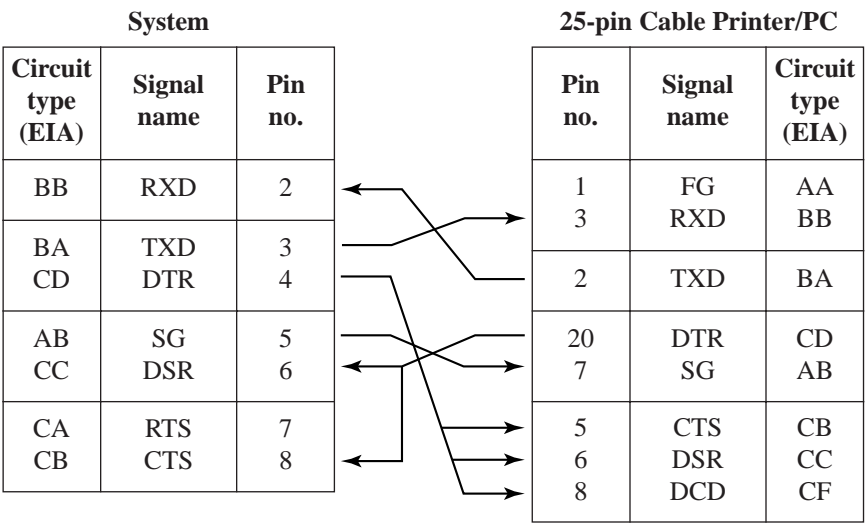 System
25-pin Cable Printer/PC
Circuit type (EIA) Signal name Pin no.
Pin no. Signal name Circuit type (EIA)
BB RXD 2
1 FG AA
3 RXD BB
BA TXD 3
CD DTR 4
2 TXD BA
AB SG 5
20 DTR CD
CC DSR 6
7 SG AB
CA RTS 7
5 CTS CB
CB CTS 8
6 DSR CC
8 DCD CF